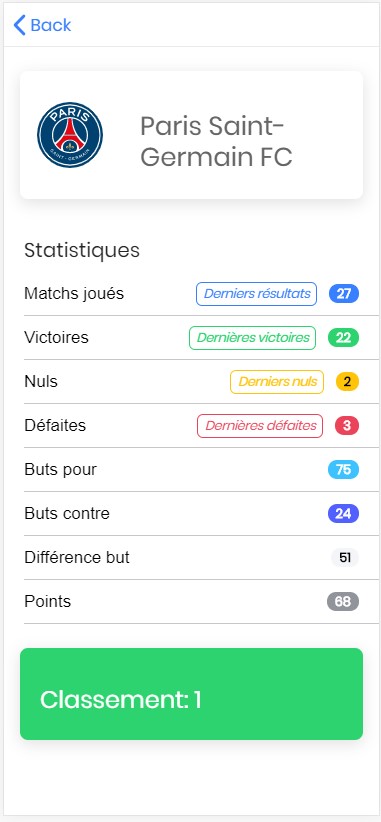 Back
PARIS
SAINT-GERMAIN
Paris Saint-
Germain FC
Statistiques
Matchs joués Derniers résultats 27
Victoires Dernières victoires 22
Nuls Derniers nuls 2
Défaites Dernières défaites 3
Buts pour 75
Buts contre 24
Différence but 51
Points 68
Classement: 1